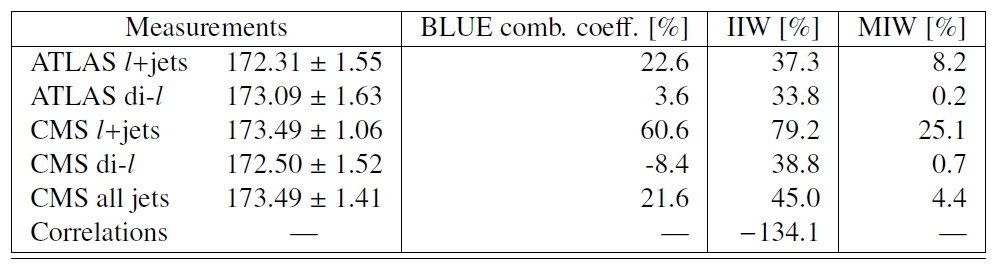 Measurements BLUE comb. coeff. [%] IIW [%] MIW [%]
ATLAS l+jets 172.31 ± 1.55 22.6 37.3 8.2
ATLAS di-l 173.09 ± 1.63 3.6 33.8 0.2
CMS l+jets 173.49 ± 1.06 60.6 79.2 25.1
CMS di-l 172.50 ± 1.52 -8.4 38.8 0.7
CMS all jets 173.49 ± 1.41 21.6 45.0 4.4
Correlations — — −134.1 —